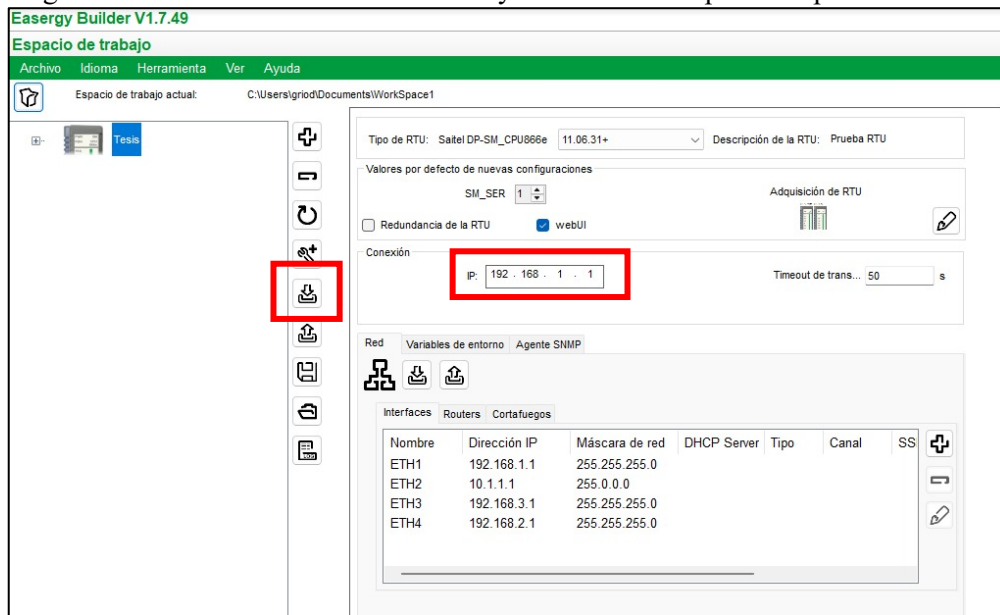 Easergy Builder V1.7.49
Espacio de trabajo
Archivo Idioma Herramienta Ver Ayuda
Espacio de trabajo actual: C:\Users\griod\Documents\WorkSpace1
Tesis
Tipo de RTU: Saitel DP-SM_CPU866e 11.06.31+ Descripción de la RTU: Prueba RTU
Valores por defecto de nuevas configuraciones
SM_SER 1 Adquisición de RTU
Redundancia de la RTU webUI
Conexión
IP: 192 . 168 . 1 . 1 Timeout de trans... 50 s
Red Variables de entorno Agente SNMP
Interfaces Routers Cortafuegos
Nombre Dirección IP Máscara de red DHCP Server Tipo Canal SS
ETH1 192.168.1.1 255.255.255.0
ETH2 10.1.1.1 255.0.0.0
ETH3 192.168.3.1 255.255.255.0
ETH4 192.168.2.1 255.255.255.0